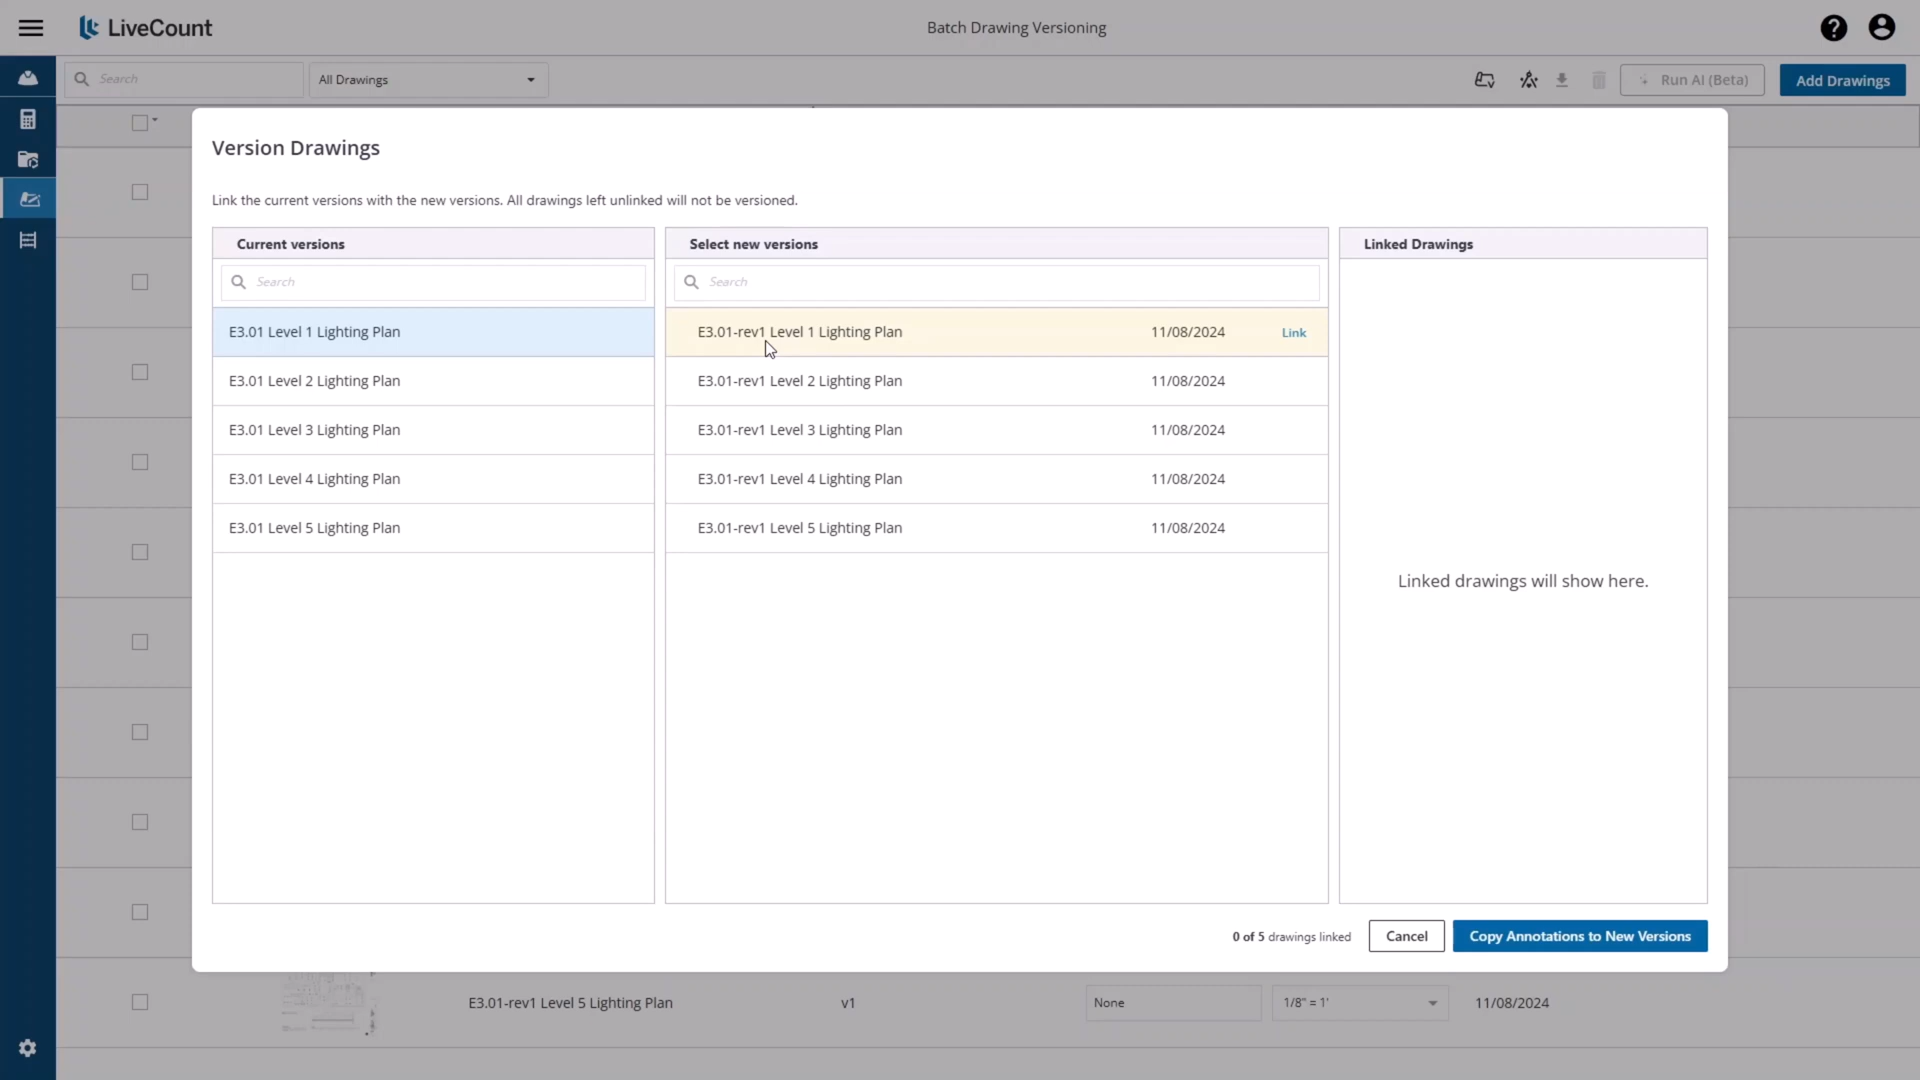 LiveCount
Batch Drawing Versioning
?
Search
All Drawings
Run AI (Beta)
Add Drawings
Version Drawings
Link the current versions with the new versions. All drawings left unlinked will not be versioned.
Current versions
Search
E3.01 Level 1 Lighting Plan
E3.01 Level 2 Lighting Plan
E3.01 Level 3 Lighting Plan
E3.01 Level 4 Lighting Plan
E3.01 Level 5 Lighting Plan
Select new versions
Search
E3.01-rev1 Level 1 Lighting Plan 11/08/2024 Link
E3.01-rev1 Level 2 Lighting Plan 11/08/2024
E3.01-rev1 Level 3 Lighting Plan 11/08/2024
E3.01-rev1 Level 4 Lighting Plan 11/08/2024
E3.01-rev1 Level 5 Lighting Plan 11/08/2024
Linked Drawings
Linked drawings will show here.
0 of 5 drawings linked
Cancel
Copy Annotations to New Versions
E3.01-rev1 Level 5 Lighting Plan v1 None 1/8" = 1' 11/08/2024